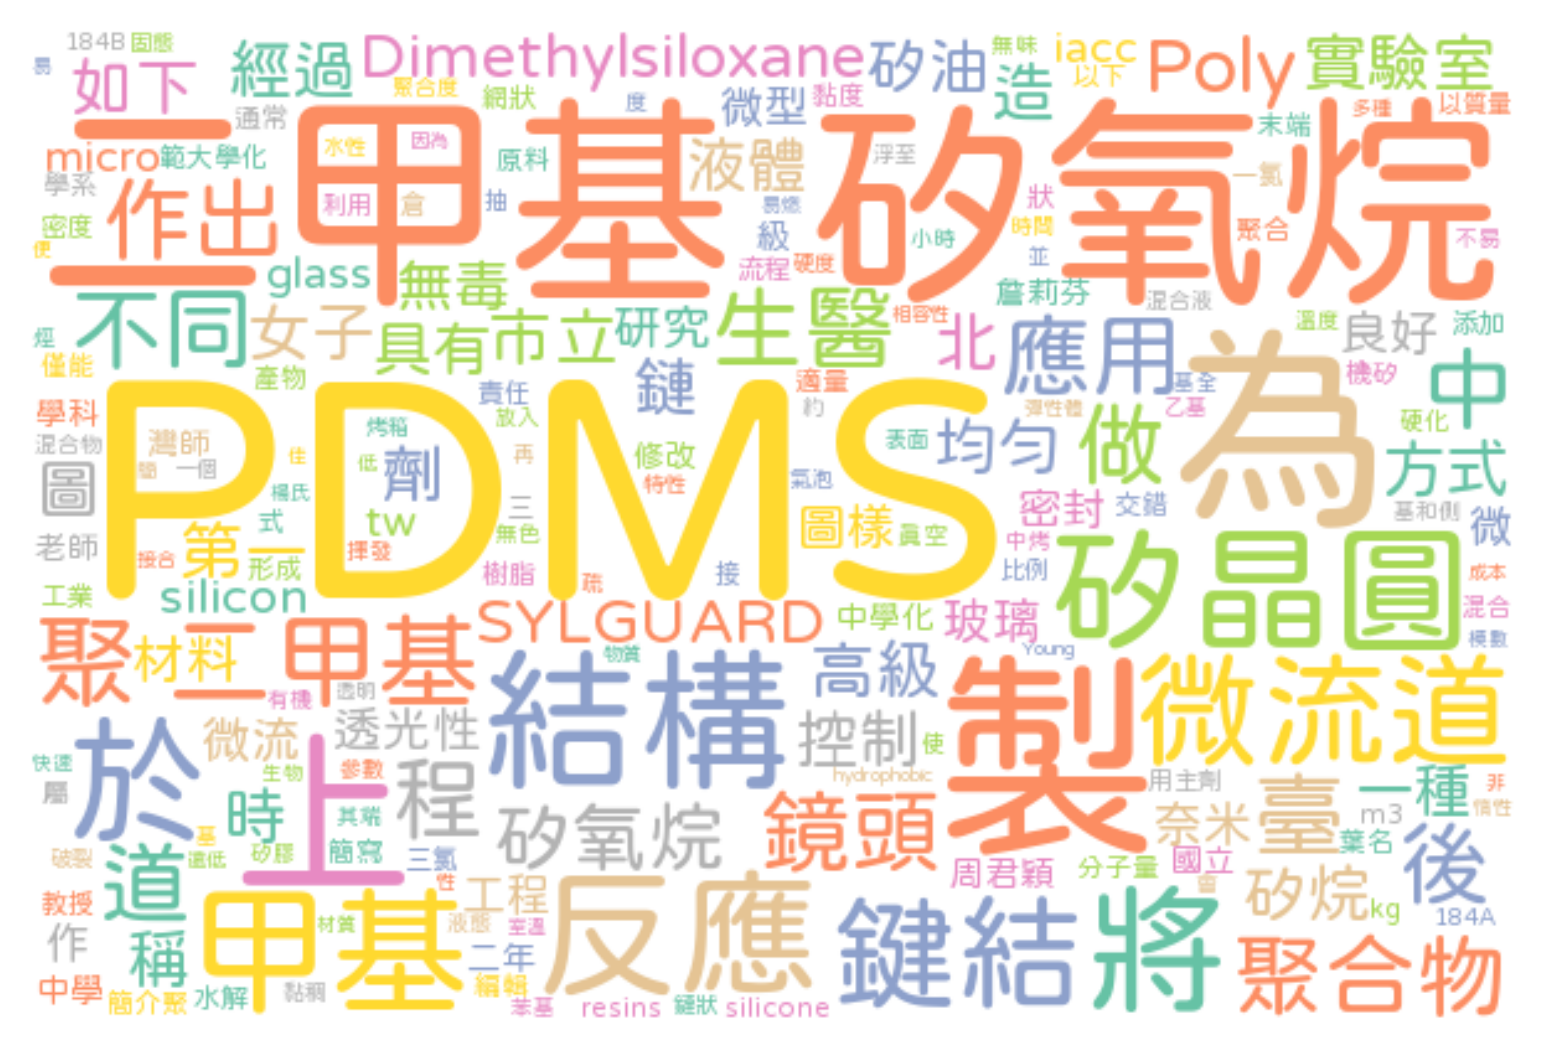 184B 固態
易 如下 經過 Dimethylsiloxane 矽油 無味 iacc Poly 實驗室
以下 造
聚合度 網狀 度 微型 黏度 多種 以質量
通常 末端
二甲基矽氧烷
micro 範大學化 水性 因為 原料 液體 浮至
學系 一氯
作出 利用 倉 抽 易燃 狀
密度 級 小時 時間 聚合
便 並 不易
glass 無毒 流程 硬度 詹莉芬 混合液
不同 女子 具有 市立 研究 生醫 相容性 北 應用 溫度 良好 添加
烴 為
僅能 產物 責任 鏈 適量 基全 機矽 中
PDMS
學科 放入 約 彈性體 乙基 硬化
混合物 灣師 烤箱 表面 均勻 做
圖 一個 佳 低 劑 再 修改 方式
楊氏 特性 氣泡
三 密封 交錯 基和側 微
式 tw 無色 圖樣 真空
老師 第一 揮發 中烤 矽晶圓
接合 形成 樹脂 疏 接 比例 成本
工業 silicon SYLGUARD 中學化 玻璃 混合
聚二甲基 材料 物質 Young 模數
有機 透明 結構 高級 製 微流道
於 微流 透光性 控制 使
快速 生物 參數 hydrophobic 用主劑 一種 非
屬 上 程 臺 m3 惰性
時 其端 矽氧烷 鏡頭 奈米
基 簡寫 葉名 後
破裂 還低 矽膠 三氯 周君穎 分子量 國立
道 性 工程 反應 會 矽烷
教授 甲基 材質 液態 室溫 鍵結 將 kg 184A
作 稱 二年 聚合物
中學 簡介聚 水解 黏稠 編輯
苯基 resins 鏈狀 silicone